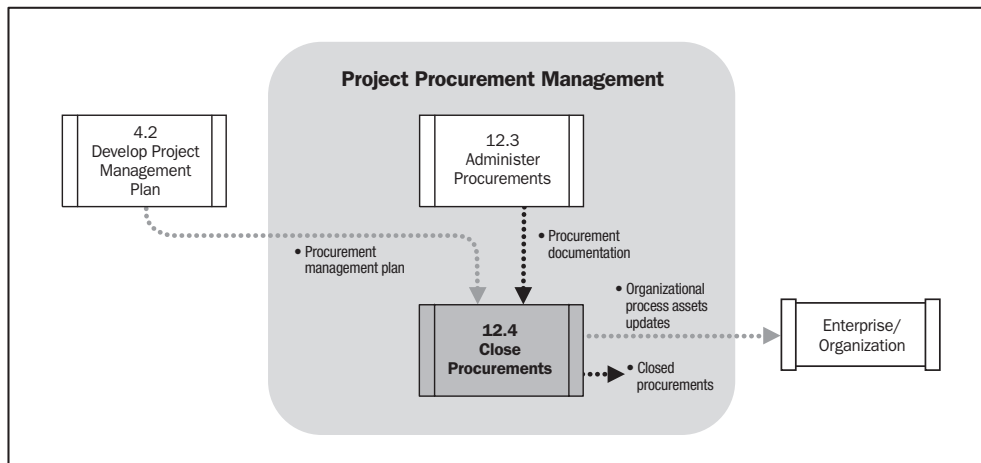 Project Procurement Management
4.2
Develop Project
Management
Plan
12.3
Administer
Procurements
• Procurement
management plan
• Procurement
documentation
• Organizational
process assets
updates
12.4
Close
Procurements
Enterprise/
Organization
• Closed
procurements